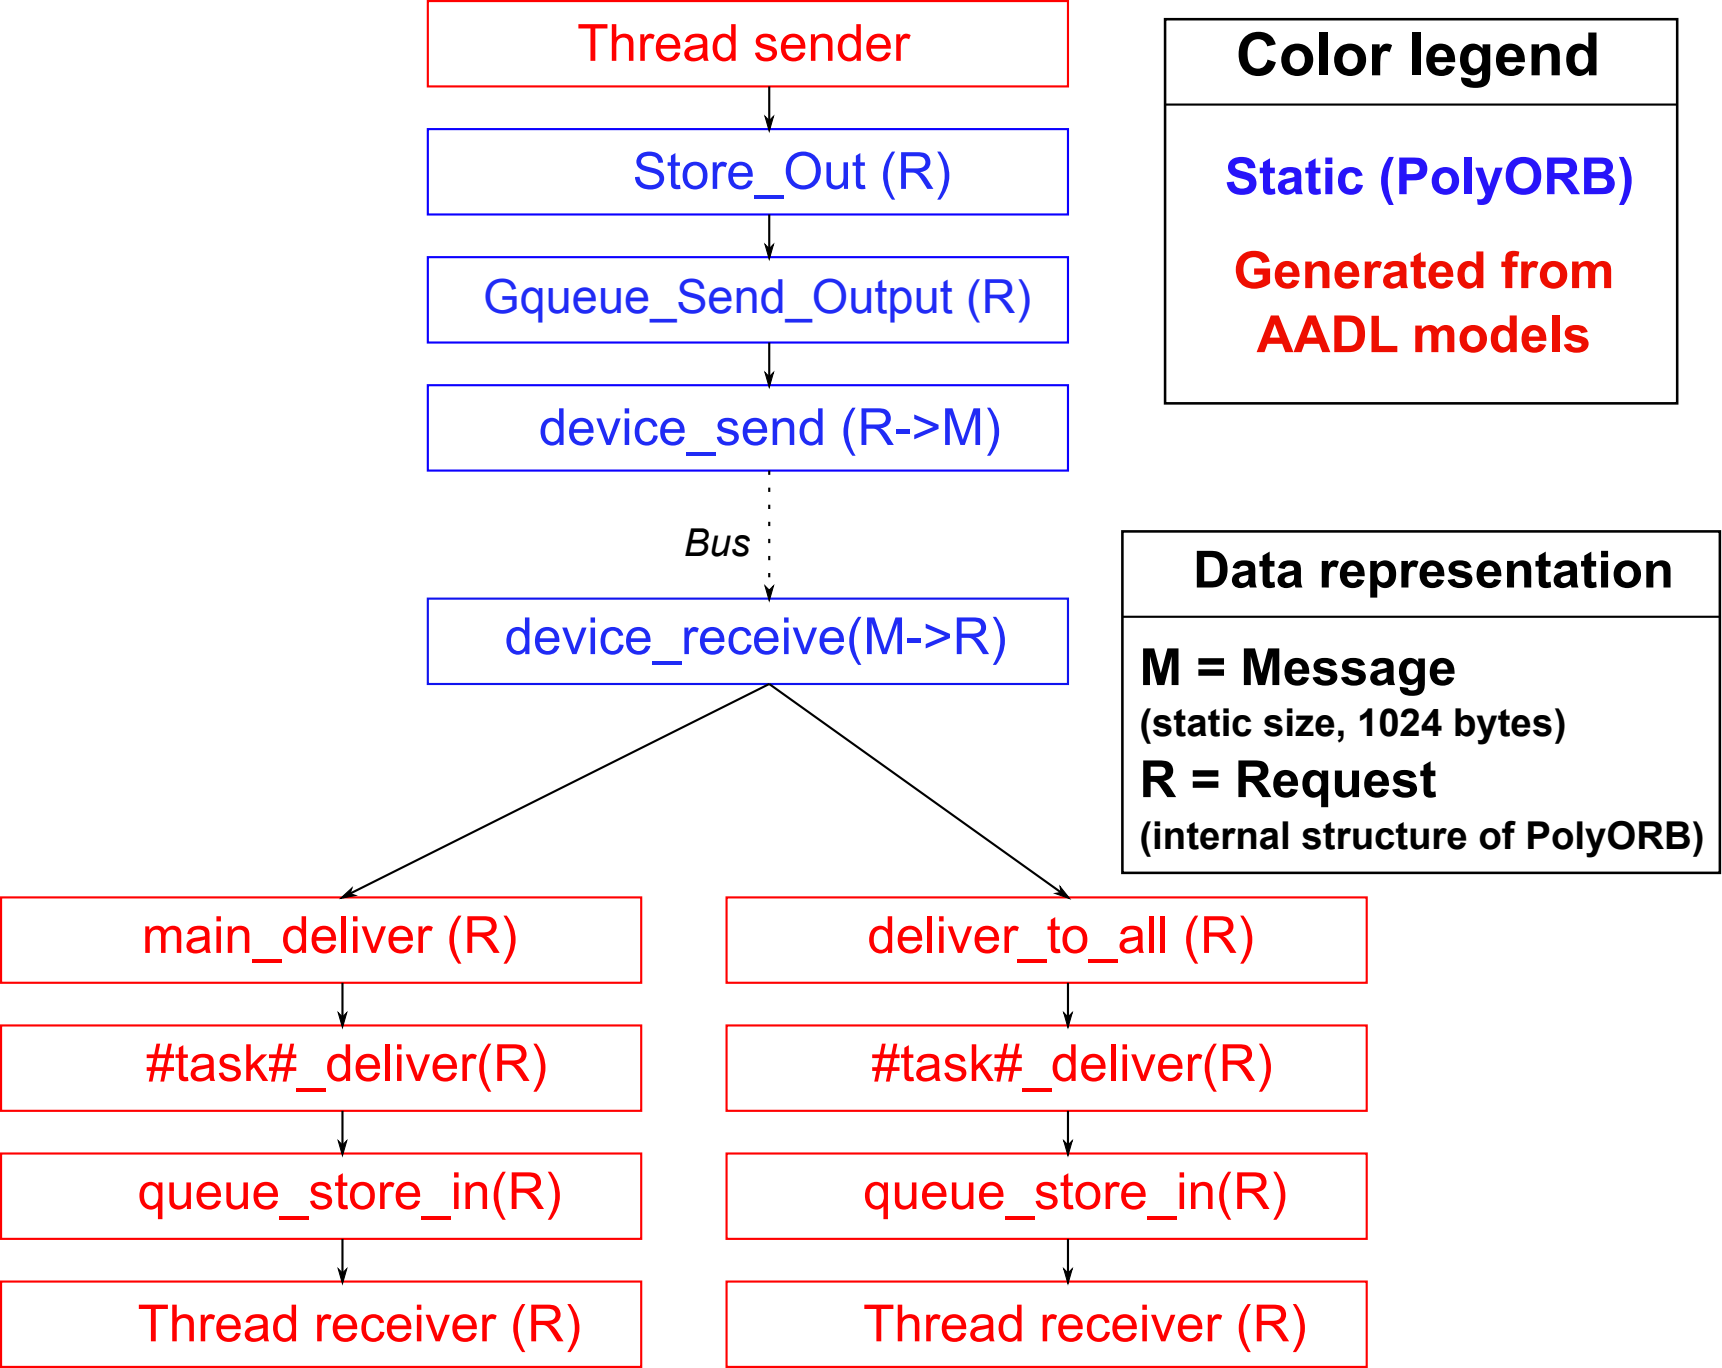 Thread sender
Store_Out (R)
Gqueue_Send_Output (R)
device_send (R->M)
Bus
device_receive(M->R)
main_deliver (R)
#task#_deliver(R)
queue_store_in(R)
Thread receiver (R)
deliver_to_all (R)
#task#_deliver(R)
queue_store_in(R)
Thread receiver (R)
Color legend
Static (PolyORB)
Generated from
AADL models
Data representation
M = Message
(static size, 1024 bytes)
R = Request
(internal structure of PolyORB)